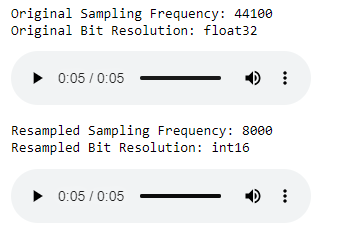 Original Sampling Frequency: 44100
Original Bit Resolution: float32
0:05 / 0:05
Resampled Sampling Frequency: 8000
Resampled Bit Resolution: int16
0:05 / 0:05